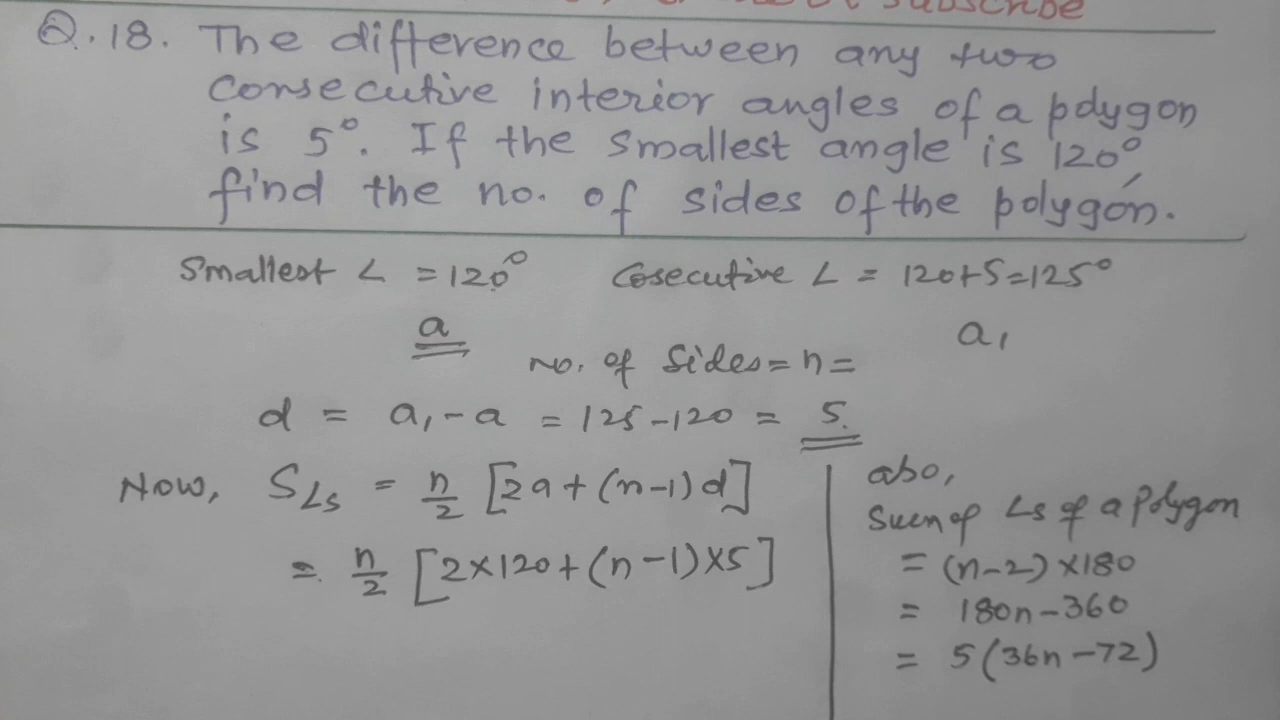 subscribe
Q.18. The difference between any two
consecutive interior angles of a polygon
is 5°. If the smallest angle is 120°,
find the no. of sides of the polygon.
Smallest ∠ = 120° Cosecutive ∠ = 120+5=125°
a a₁
no. of Sides = n =
d = a₁-a = 125-120 = 5.
Now, S∠s = n/2 [2a+(n-1)d]
= n/2 [2×120+(n-1)×5]
also,
Sum of ∠s of a Polygon
= (n-2)×180
= 180n-360
= 5(36n-72)